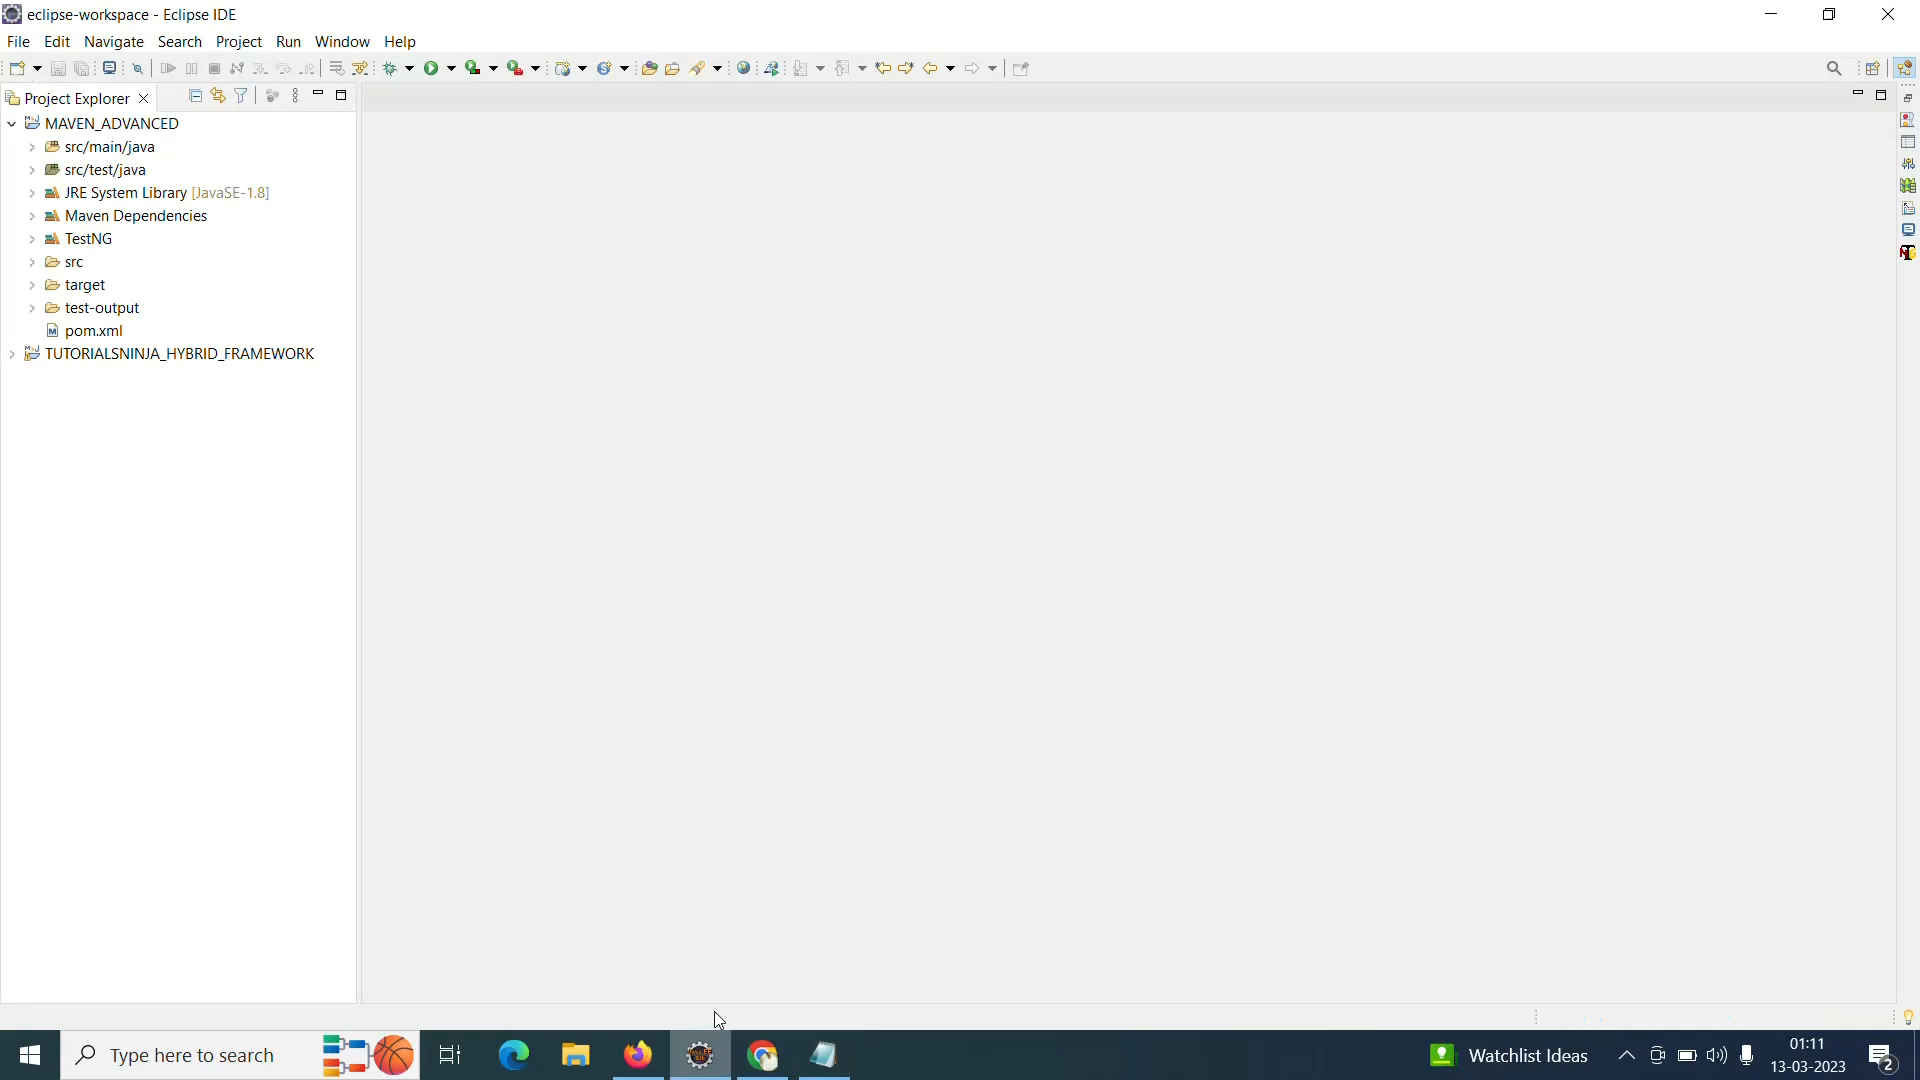 eclipse-workspace - Eclipse IDE
File Edit Navigate Search Project Run Window Help
Project Explorer
MAVEN_ADVANCED
src/main/java
src/test/java
JRE System Library [JavaSE-1.8]
Maven Dependencies
TestNG
src
target
test-output
pom.xml
TUTORIALSNINJA_HYBRID_FRAMEWORK
Type here to search
Watchlist Ideas
01:11
13-03-2023
2